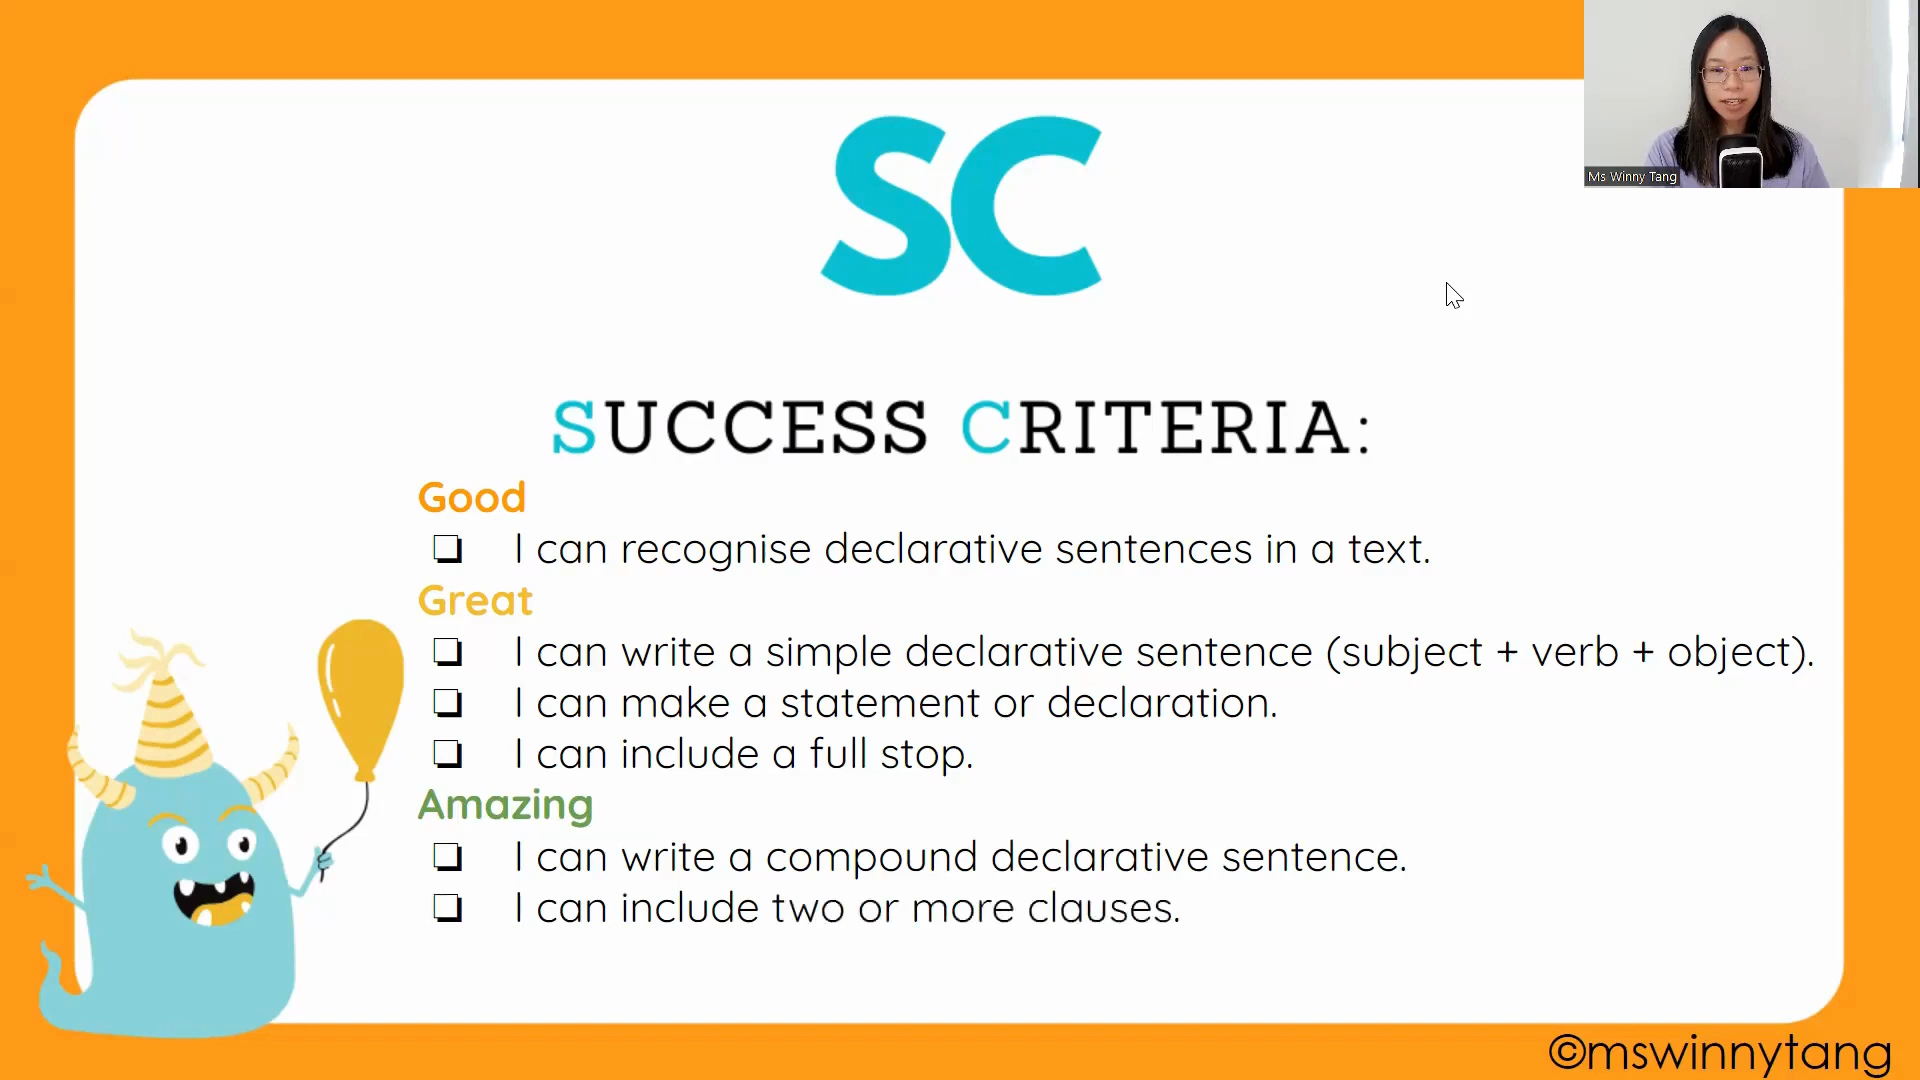 SC
Ms Winny Tang
SUCCESS CRITERIA:
Good
❏ I can recognise declarative sentences in a text.
Great
❏ I can write a simple declarative sentence (subject + verb + object).
❏ I can make a statement or declaration.
❏ I can include a full stop.
Amazing
❏ I can write a compound declarative sentence.
❏ I can include two or more clauses.
©mswinnytang